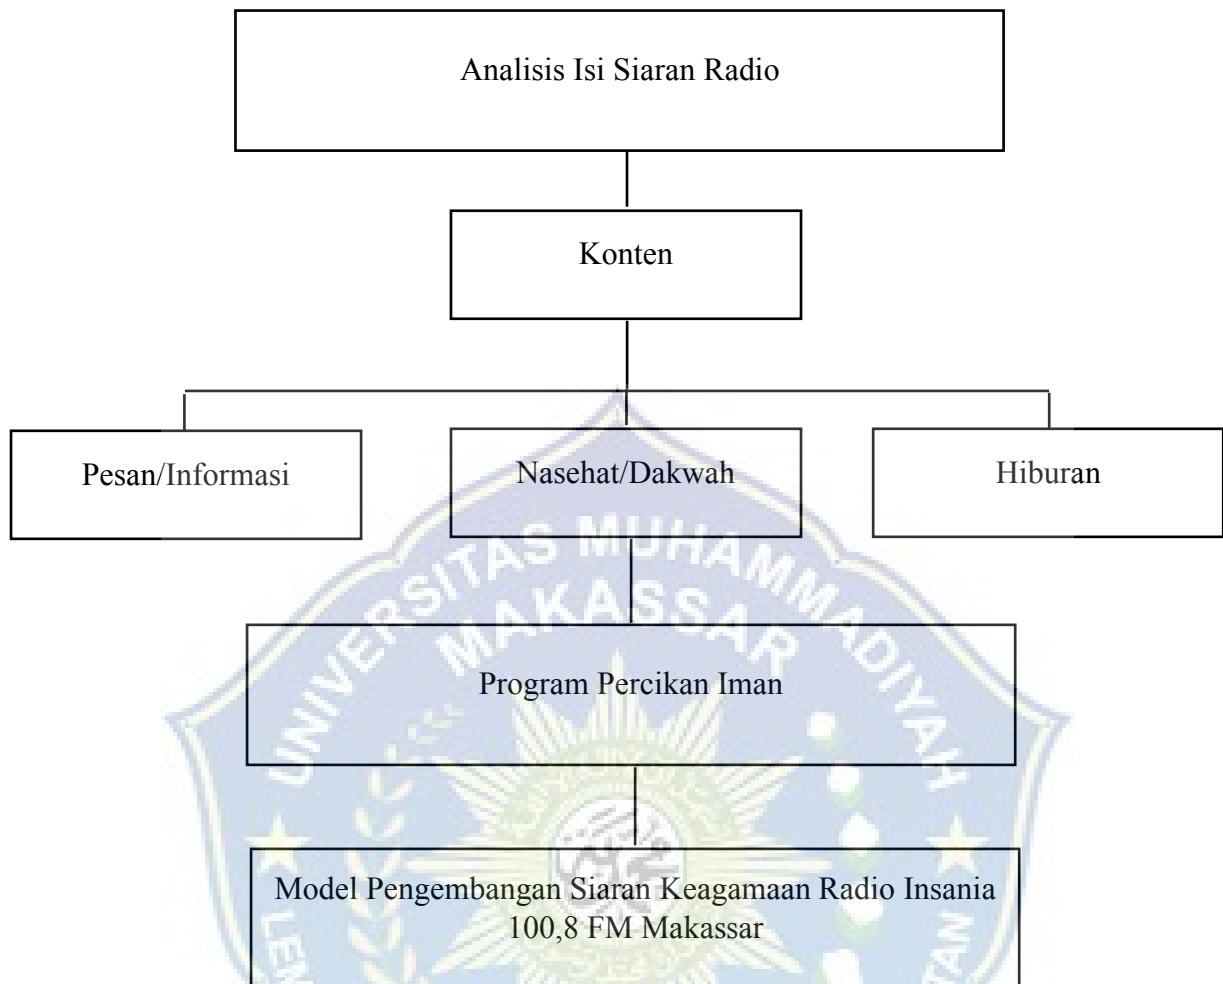 Analisis Isi Siaran Radio
Konten
Pesan/Informasi
Nasehat/Dakwah
Hiburan
UNIVERSITAS MUHAMMADIYAH
MAKASSAR
Program Percikan Iman
Model Pengembangan Siaran Keagamaan Radio Insania
100,8 FM Makassar